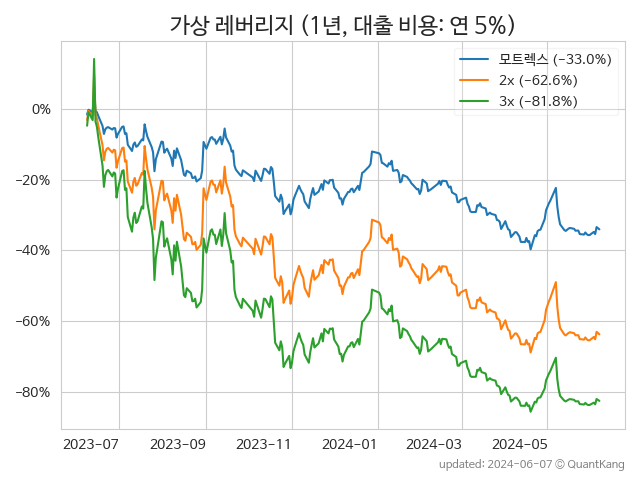 가상 레버리지 (1년, 대출 비용: 연 5%)
모트렉스 (−33.0%)
2x (−62.6%)
3x (−81.8%)
0%
−20%
−40%
−60%
−80%
2023-07 2023-09 2023-11 2024-01 2024-03 2024-05
updated: 2024-06-07 © QuantKang